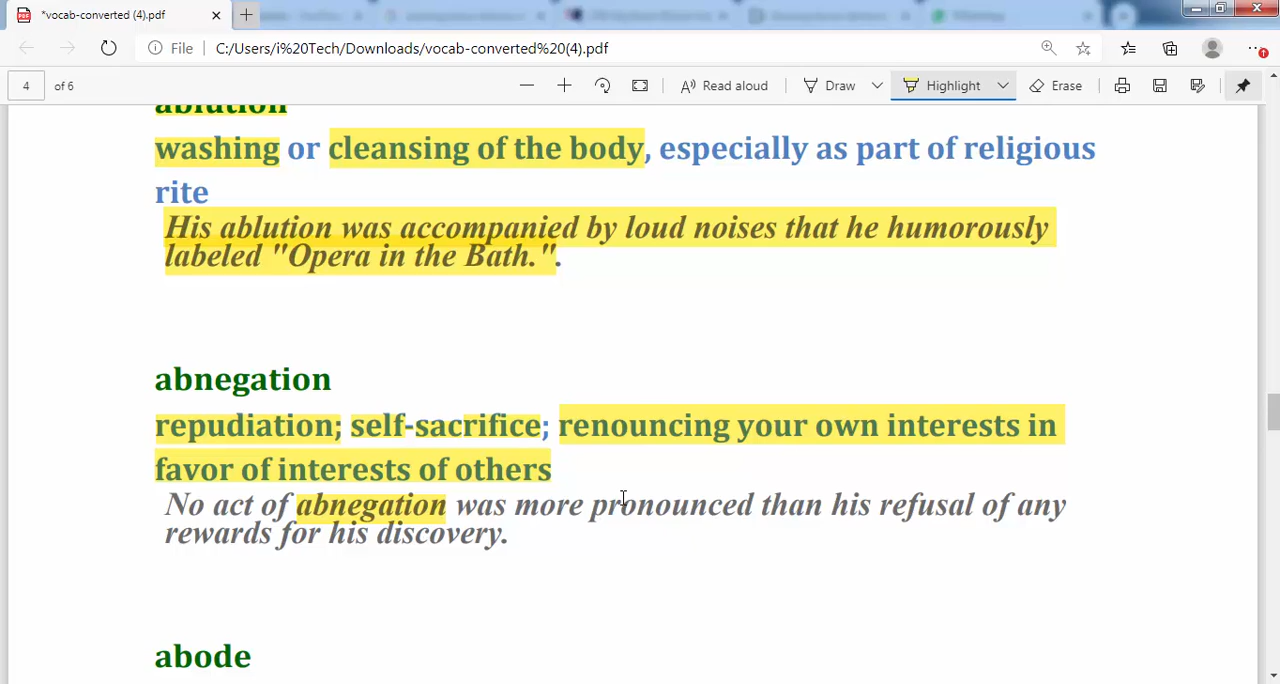 *vocab-converted (4).pdf
File C:/Users/i%20Tech/Downloads/vocab-converted%20(4).pdf
4 of 6 Read aloud Draw Highlight Erase
ablution
washing or cleansing of the body, especially as part of religious
rite
His ablution was accompanied by loud noises that he humorously
labeled "Opera in the Bath.".
abnegation
repudiation; self-sacrifice; renouncing your own interests in
favor of interests of others
No act of abnegation was more pronounced than his refusal of any
rewards for his discovery.
abode